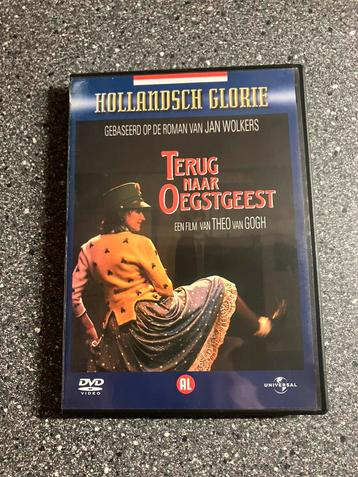 HOLLANDSCH GLORIE
GEBASEERD OP DE ROMAN VAN JAN WOLKERS
TERUG
NAAR
OEGSTGEEST
EEN FILM VAN THEO VAN GOGH
DVD
VIDEO
AL
UNIVERSAL